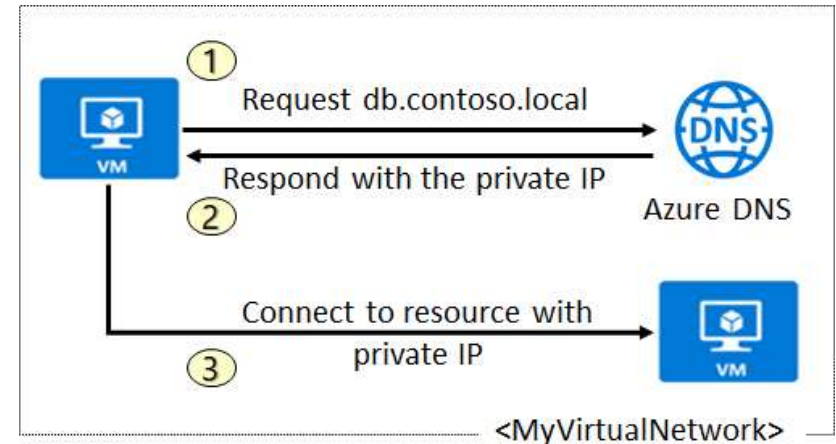 1
Request db.contoso.local
DNS
VM
Respond with the private IP
Azure DNS
2
Connect to resource with
private IP
VM
3
<MyVirtualNetwork>